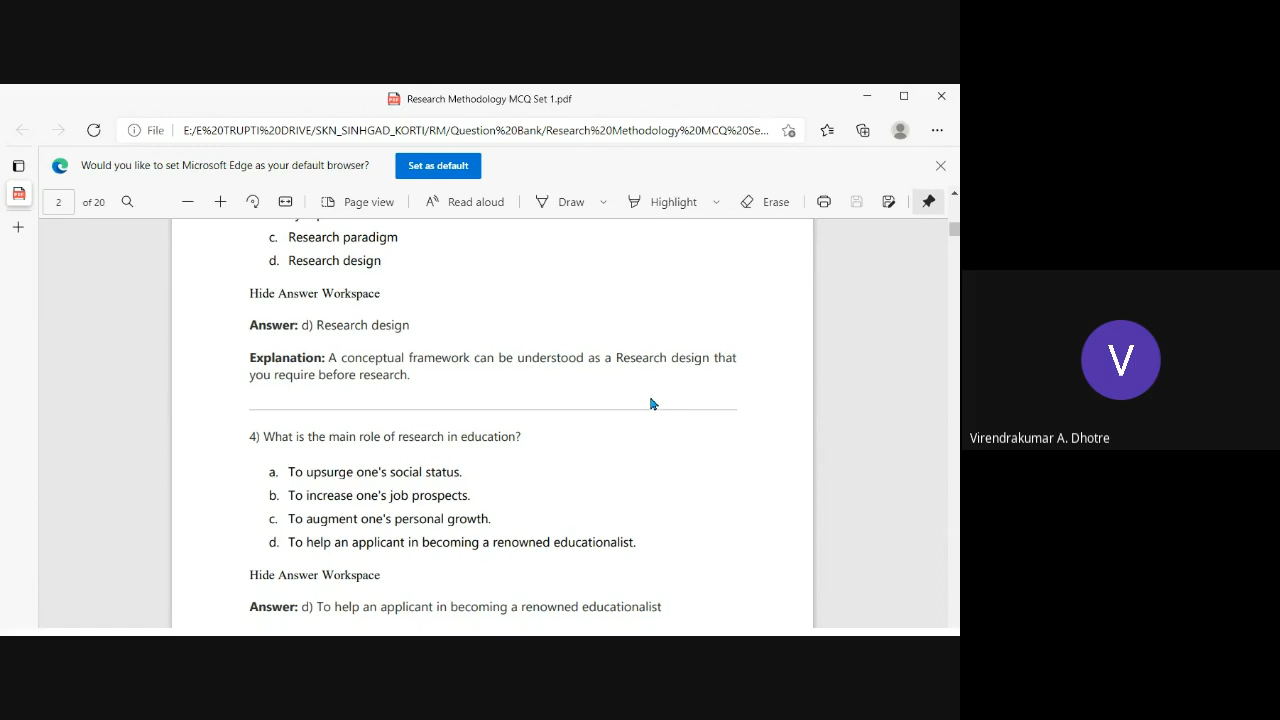 Research Methodology MCQ Set 1.pdf
File E:/E%20TRUPTI%20DRIVE/SKN_SINHGAD_KORTI/RM/Question%20Bank/Research%20Methodology%20MCQ%20Se...
Would you like to set Microsoft Edge as your default browser? Set as default
2 of 20 Page view Read aloud Draw Highlight Erase
c. Research paradigm
d. Research design
Hide Answer Workspace
Answer: d) Research design
Explanation: A conceptual framework can be understood as a Research design that
you require before research.
4) What is the main role of research in education?
a. To upsurge one's social status.
b. To increase one's job prospects.
c. To augment one's personal growth.
d. To help an applicant in becoming a renowned educationalist.
Hide Answer Workspace
Answer: d) To help an applicant in becoming a renowned educationalist
V
Virendrakumar A. Dhotre